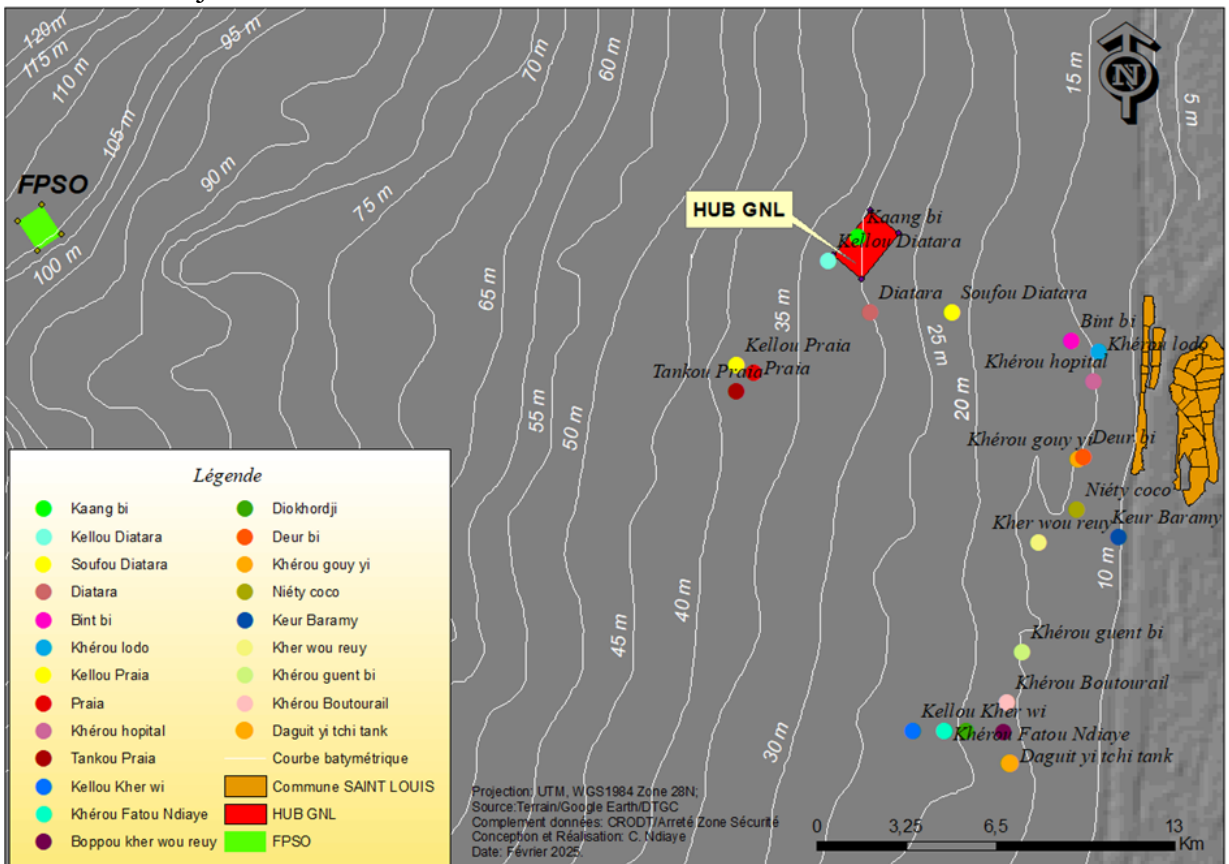 120 m
115 m
110 m
95 m
105 m
90 m
100 m
75 m
70 m
60 m
65 m
55 m
50 m
45 m
40 m
35 m
30 m
25 m
20 m
15 m
10 m
5 m
N
FPSO
HUB GNL
Kaang bi
Kellou Diatara
Diatara
Soufou Diatara
Bint bi
Khérou lodo
Khérou hopital
Kellou Praia
Tankou Praia
Praia
Khérou gouy yi
Deur bi
Niéty coco
Kher wou reuy
Keur Baramy
Khérou guent bi
Khérou Boutourail
Kellou Kher wi
Khérou Fatou Ndiaye
Daguit yi tchi tank
Légende
Kaang bi
Kellou Diatara
Soufou Diatara
Diatara
Bint bi
Khérou lodo
Kellou Praia
Praia
Khérou hopital
Tankou Praia
Kellou Kher wi
Khérou Fatou Ndiaye
Boppou kher wou reuy
Diokhordji
Deur bi
Khérou gouy yi
Niéty coco
Keur Baramy
Kher wou reuy
Khérou guent bi
Khérou Boutourail
Daguit yi tchi tank
Courbe batymétrique
Commune SAINT LOUIS
HUB GNL
FPSO
Projection: UTM, WGS1984 Zone 28N;
Source:Terrain/Google Earth/DTGC
Complement données: CRODT/Arreté Zone Sécurité
Conception et Réalisation: C. Ndiaye
Date: Février 2025.
0 3,25 6,5 13
Km